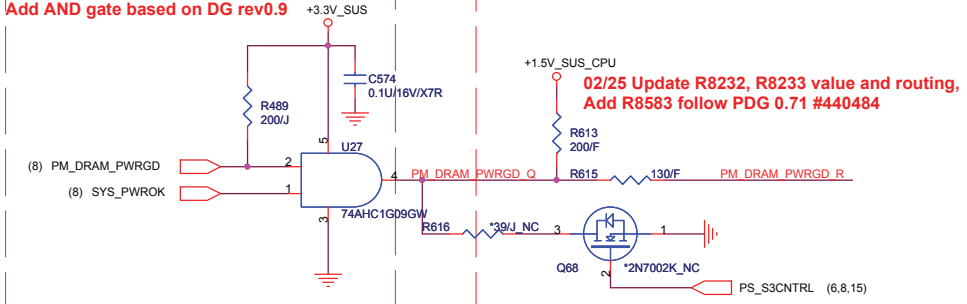 Add AND gate based on DG rev0.9
+3.3V_SUS
+1.5V_SUS_CPU
02/25 Update R8232, R8233 value and routing,
Add R8583 follow PDG 0.71 #440484
C574
0.1U/16V/X7R
R489
200/J
R613
200/F
5
U27
(8) PM_DRAM_PWRGD
2
4
PM_DRAM_PWRGD_Q
R615
130/F
PM_DRAM_PWRGD_R
(8) SYS_PWROK
1
3
74AHC1G09GW
R616
*39/J_NC
3
1
Q68
2
*2N7002K_NC
PS_S3CNTRL (6,8,15)